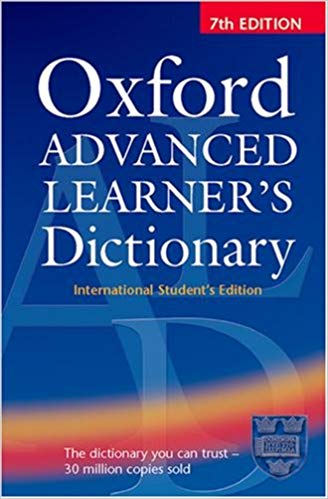 7th EDITION
Oxford
ADVANCED
LEARNER'S
Dictionary
International Student's Edition
The dictionary you can trust –
30 million copies sold